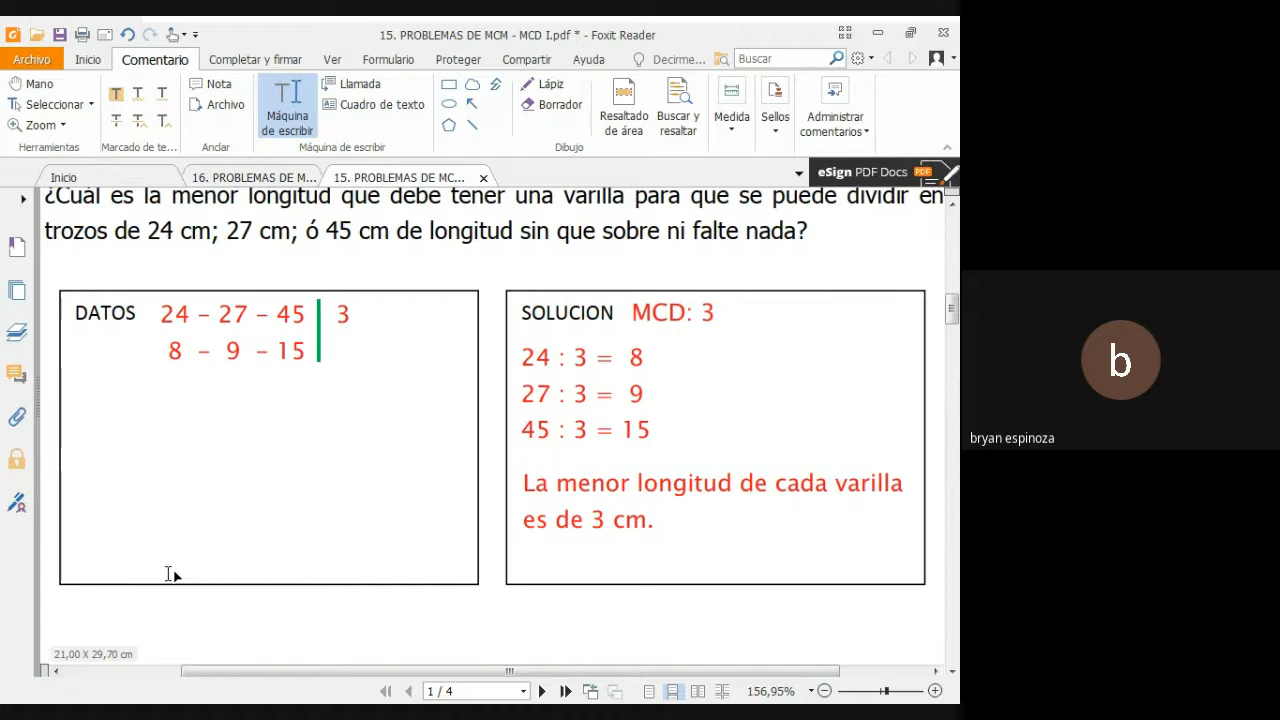 15. PROBLEMAS DE MCM - MCD I.pdf * - Foxit Reader
Archivo Inicio Comentario Completar y firmar Ver Formulario Proteger Compartir Ayuda Decirme... Buscar
Mano
Seleccionar
Zoom
Herramientas
T T T
T T T
Marcado de te...
Nota
Archivo
Anclar
Máquina
de escribir
Llamada
Cuadro de texto
Máquina de escribir
Lápiz
Borrador
Dibujo
Resaltado
de área
Buscar y
resaltar
Medida
Sellos
Administrar
comentarios
Inicio
16. PROBLEMAS DE M...
15. PROBLEMAS DE MC...
eSign PDF Docs
PDF
¿Cuál es la menor longitud que debe tener una varilla para que se puede dividir en
trozos de 24 cm; 27 cm; ó 45 cm de longitud sin que sobre ni falte nada?
DATOS 24 – 27 – 45 3
8 – 9 – 15
SOLUCION MCD: 3
24 : 3 = 8
27 : 3 = 9
45 : 3 = 15
La menor longitud de cada varilla
es de 3 cm.
21,00 X 29,70 cm
1 / 4
156,95%
b
bryan espinoza